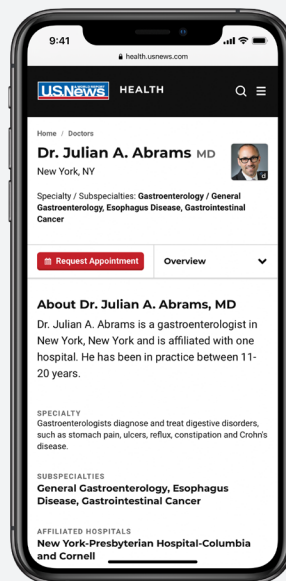 9:41
health.usnews.com
U.S.News HEALTH
Home / Doctors
Dr. Julian A. Abrams MD
New York, NY
Specialty / Subspecialties: Gastroenterology / General
Gastroenterology, Esophagus Disease, Gastrointestinal
Cancer
Request Appointment
Overview
About Dr. Julian A. Abrams, MD
Dr. Julian A. Abrams is a gastroenterologist in
New York, New York and is affiliated with one
hospital. He has been in practice between 11-
20 years.
SPECIALTY
Gastroenterologists diagnose and treat digestive disorders,
such as stomach pain, ulcers, reflux, constipation and Crohn's
disease.
SUBSPECIALTIES
General Gastroenterology, Esophagus
Disease, Gastrointestinal Cancer
AFFILIATED HOSPITALS
New York-Presbyterian Hospital-Columbia
and Cornell